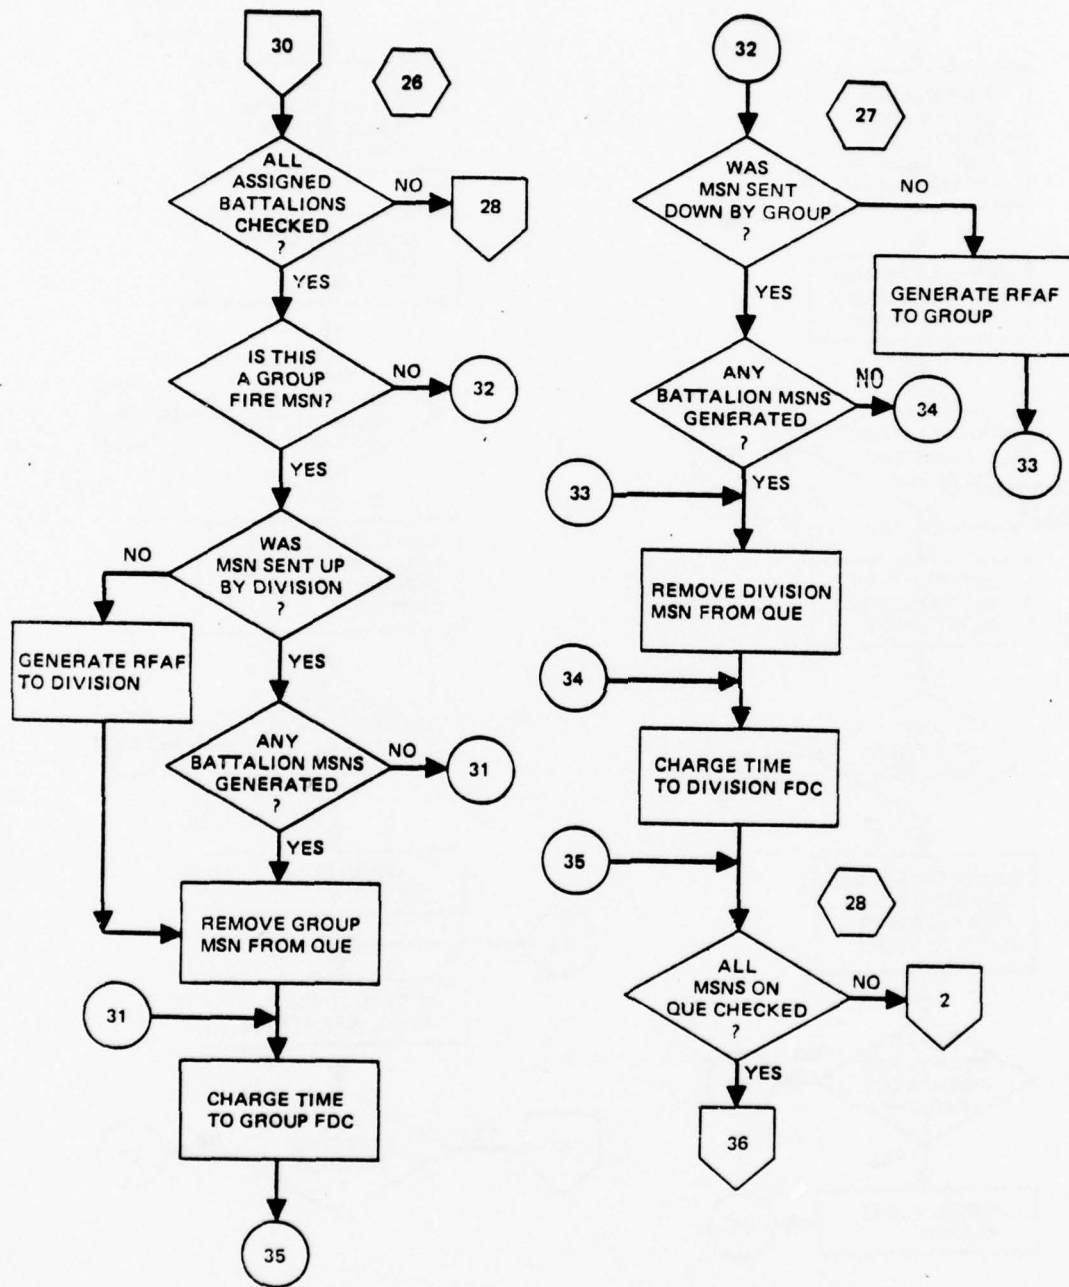 30
26
ALL
ASSIGNED
BATTALIONS
CHECKED
?
NO
28
YES
IS THIS
A GROUP
FIRE MSN?
NO
32
YES
WAS
MSN SENT UP
BY DIVISION
?
NO
GENERATE RFAF
TO DIVISION
YES
ANY
BATTALION MSNS
GENERATED
?
NO
31
YES
REMOVE GROUP
MSN FROM QUE
31
CHARGE TIME
TO GROUP FDC
35
32
27
WAS
MSN SENT
DOWN BY GROUP
?
NO
GENERATE RFAF
TO GROUP
33
YES
ANY
BATTALION MSNS
GENERATED
?
NO
34
YES
33
REMOVE DIVISION
MSN FROM QUE
34
CHARGE TIME
TO DIVISION FDC
35
28
ALL
MSNS ON
QUE CHECKED
?
NO
2
YES
36